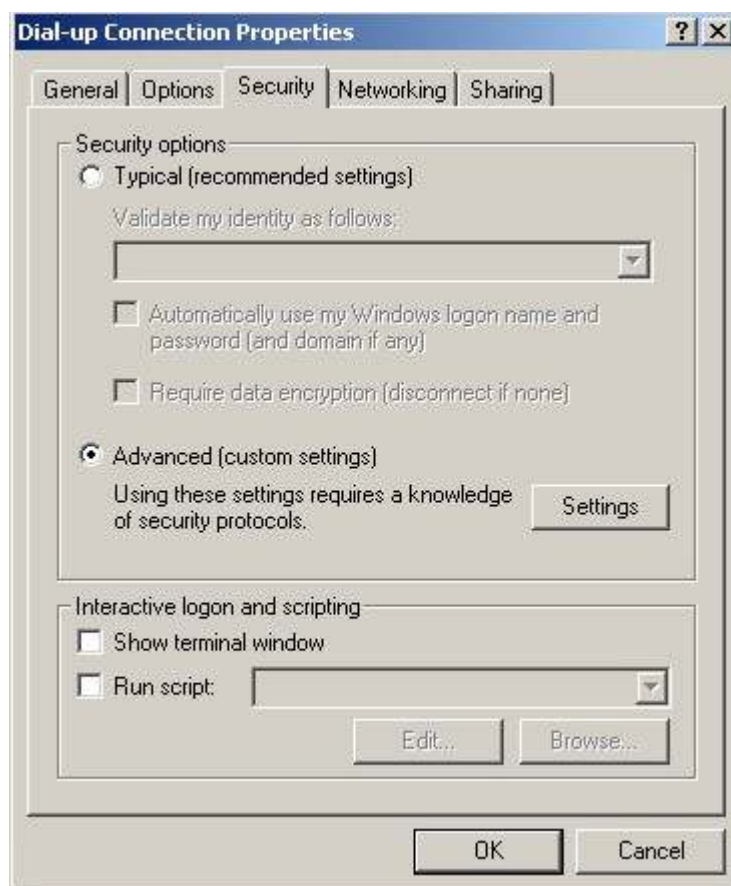 Dial-up Connection Properties
General Options Security Networking Sharing
Security options
Typical (recommended settings)
Validate my identity as follows:
Automatically use my Windows logon name and
password (and domain if any)
Require data encryption (disconnect if none)
Advanced (custom settings)
Using these settings requires a knowledge
of security protocols.
Settings
Interactive logon and scripting
Show terminal window
Run script:
Edit... Browse...
OK Cancel